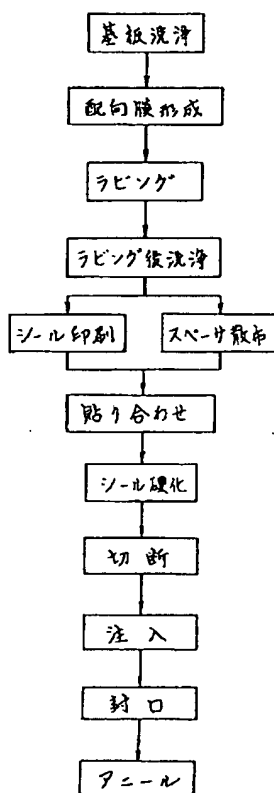 基板洗浄
配向膜形成
ラビング
ラビング後洗浄
シール印刷
スペーサ散布
貼り合わせ
シール硬化
切断
注入
封口
アニール